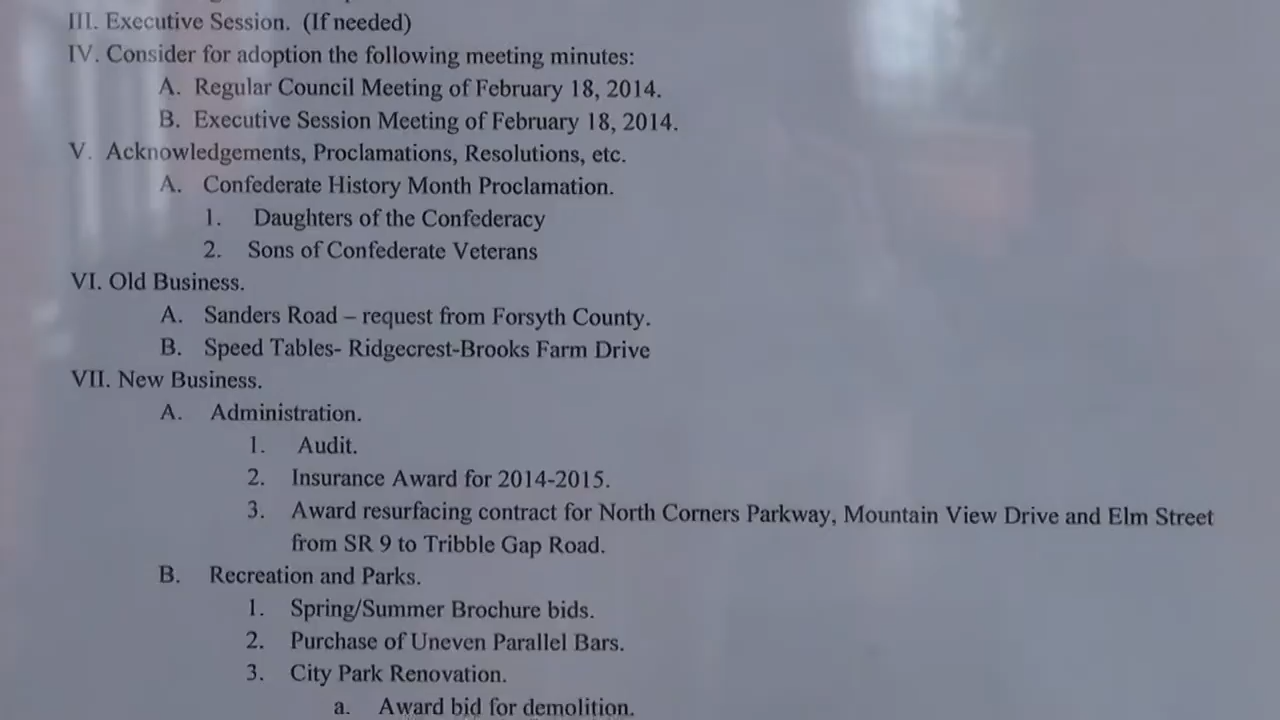 III. Executive Session. (If needed)
IV. Consider for adoption the following meeting minutes:
A. Regular Council Meeting of February 18, 2014.
B. Executive Session Meeting of February 18, 2014.
V. Acknowledgements, Proclamations, Resolutions, etc.
A. Confederate History Month Proclamation.
1. Daughters of the Confederacy
2. Sons of Confederate Veterans
VI. Old Business.
A. Sanders Road – request from Forsyth County.
B. Speed Tables- Ridgecrest-Brooks Farm Drive
VII. New Business.
A. Administration.
1. Audit.
2. Insurance Award for 2014-2015.
3. Award resurfacing contract for North Corners Parkway, Mountain View Drive and Elm Street
from SR 9 to Tribble Gap Road.
B. Recreation and Parks.
1. Spring/Summer Brochure bids.
2. Purchase of Uneven Parallel Bars.
3. City Park Renovation.
a. Award bid for demolition.